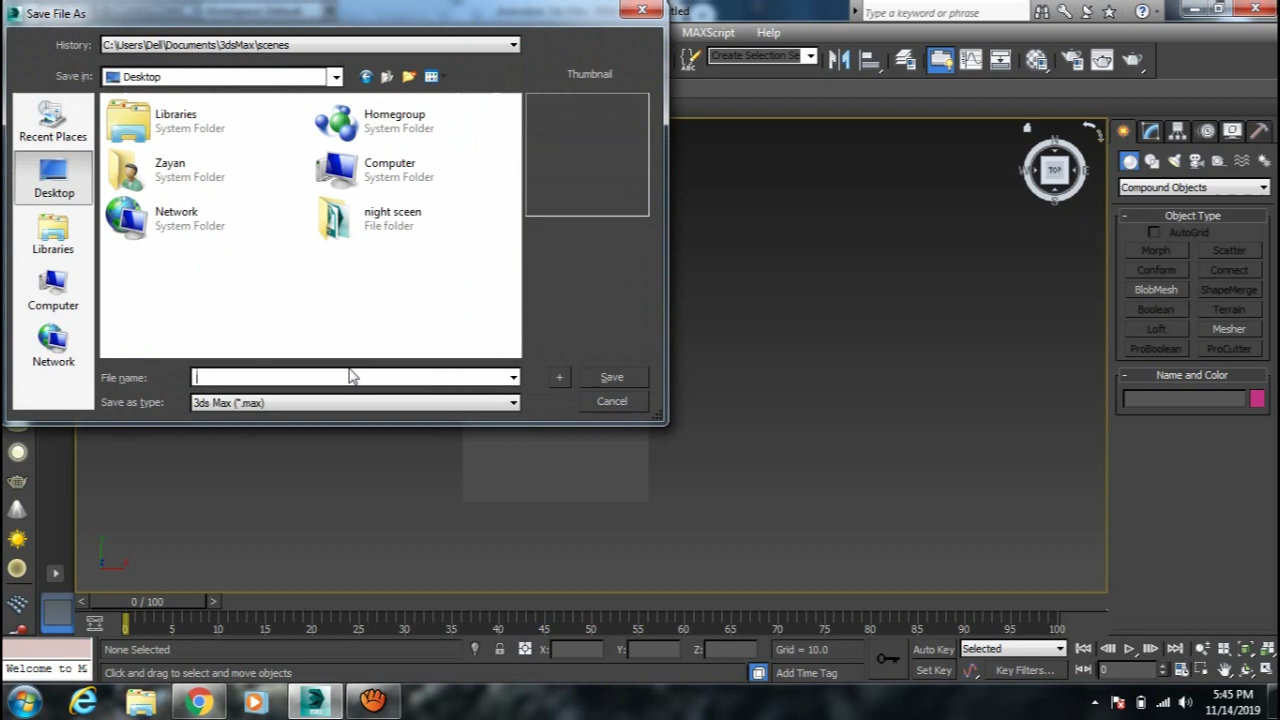 Save File As
ntitled
Type a keyword or phrase
History:
C:\Users\Dell\Documents\3dsMax\scenes
MAXScript Help
Create Selection Se
ABC
Save in:
Desktop
Thumbnail
Recent Places
Desktop
Libraries
Computer
Network
Libraries
System Folder
Homegroup
System Folder
Zayan
System Folder
Computer
System Folder
Network
System Folder
night sceen
File folder
File name:
+
Save
Save as type:
3ds Max (*.max)
Cancel
N
W
TOP
E
S
Compound Objects
- Object Type
AutoGrid
Morph Scatter
Conform Connect
BlobMesh ShapeMerge
Boolean Terrain
Loft Mesher
ProBoolean ProCutter
- Name and Color
< 0 / 100 >
0 5 10 15 20 25 30 35 40 45 50 55 60 65 70 75 80 85 90 95 100
None Selected
X: Y: Z:
Grid = 10.0
Auto Key
Selected
Welcome to M
Click and drag to select and move objects
Add Time Tag
Set Key
Key Filters...
0
5:45 PM
11/14/2019